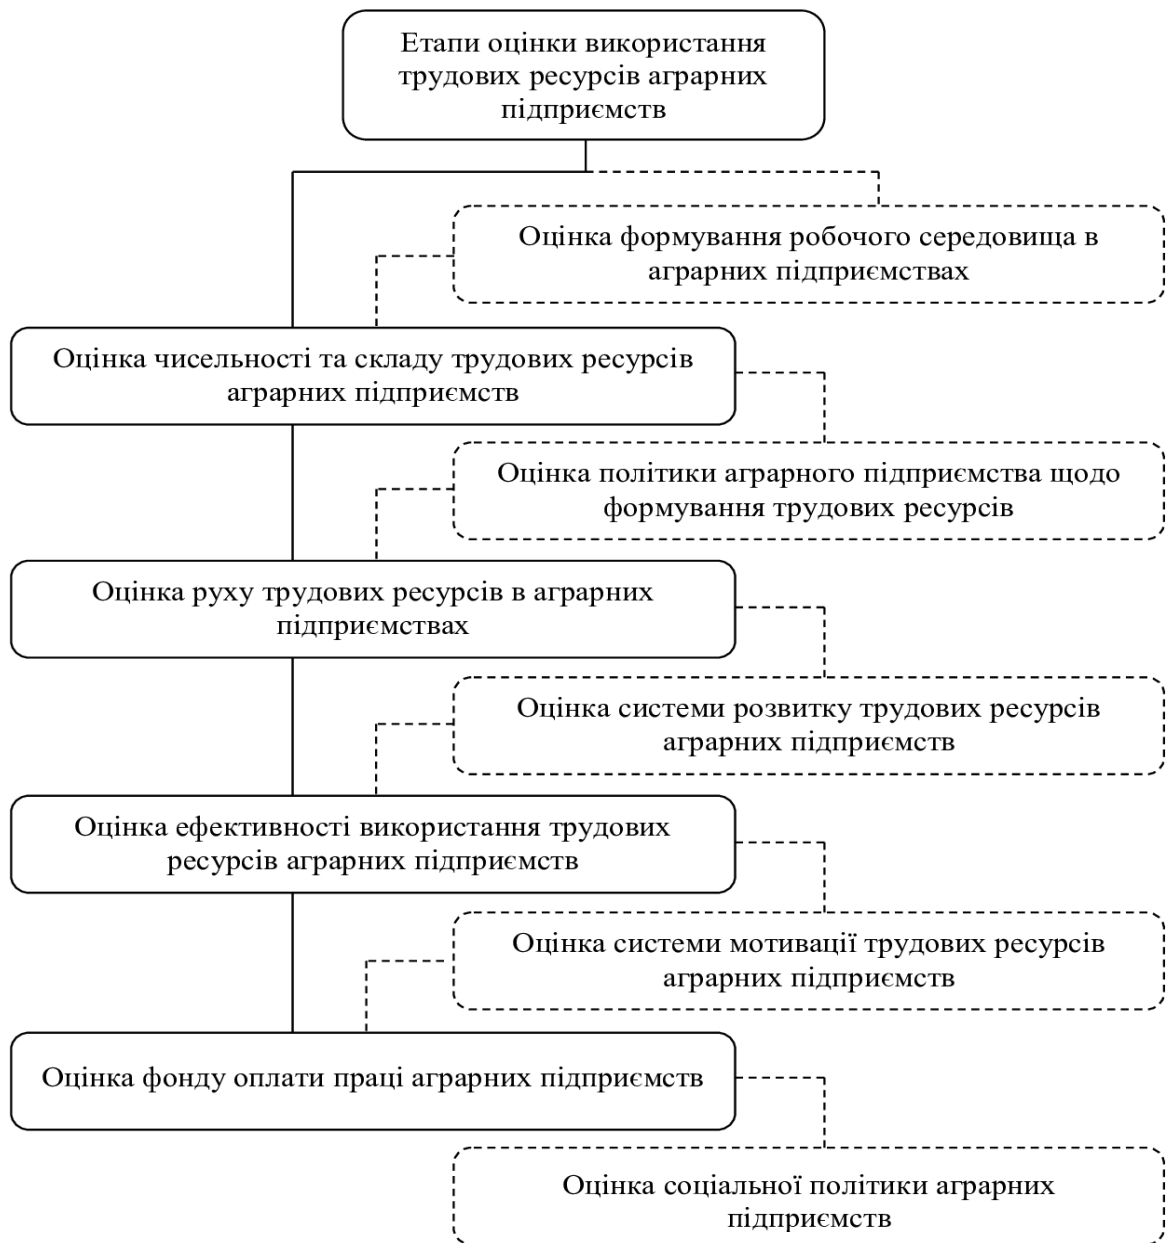 Етапи оцінки використання
трудових ресурсів аграрних
підприємств
Оцінка формування робочого середовища в
аграрних підприємствах
Оцінка чисельності та складу трудових ресурсів
аграрних підприємств
Оцінка політики аграрного підприємства щодо
формування трудових ресурсів
Оцінка руху трудових ресурсів в аграрних
підприємствах
Оцінка системи розвитку трудових ресурсів
аграрних підприємств
Оцінка ефективності використання трудових
ресурсів аграрних підприємств
Оцінка системи мотивації трудових ресурсів
аграрних підприємств
Оцінка фонду оплати праці аграрних підприємств
Оцінка соціальної політики аграрних
підприємств